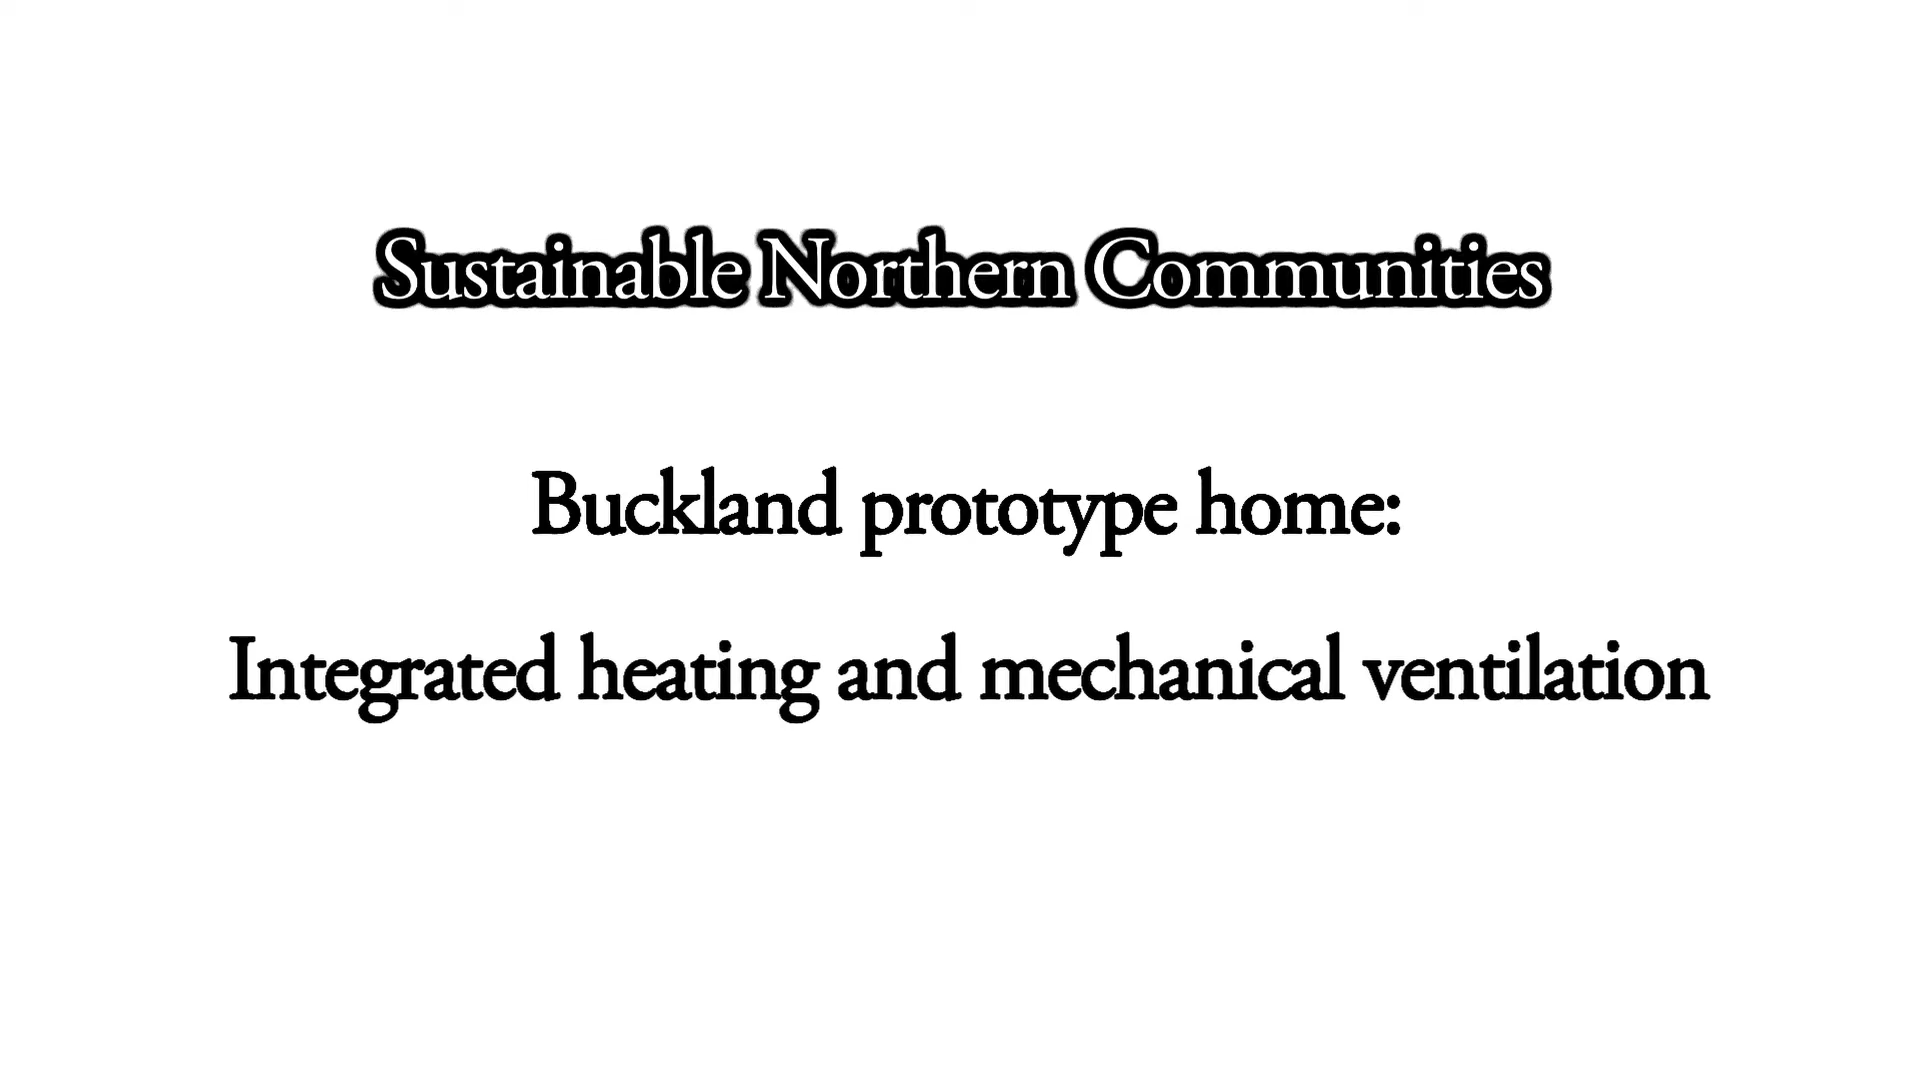 Sustainable Northern Communities
Buckland prototype home:
Integrated heating and mechanical ventilation